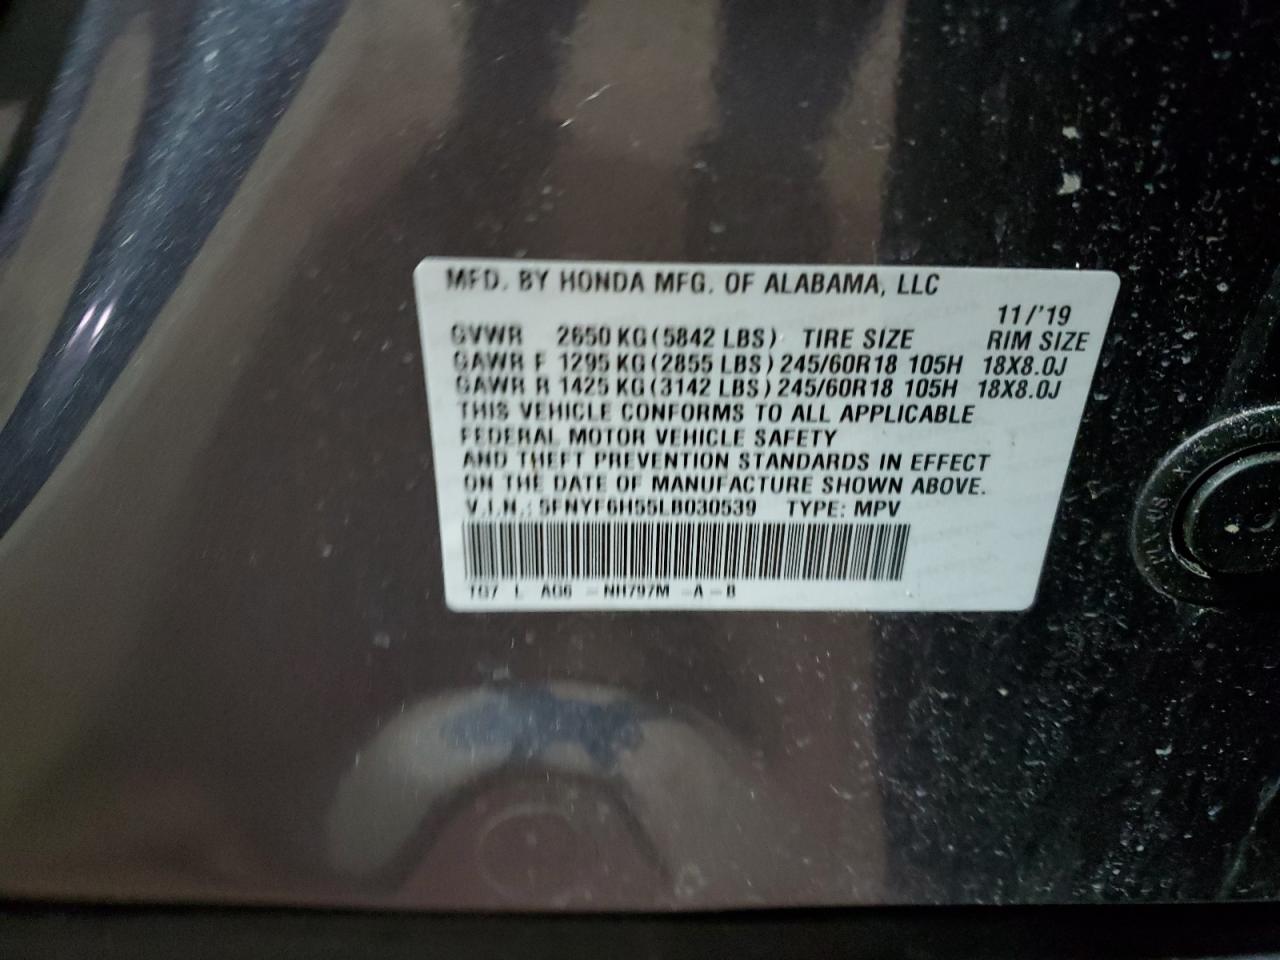 MFD. BY HONDA MFG. OF ALABAMA, LLC
11/'19
GVWR 2650 KG (5842 LBS) TIRE SIZE RIM SIZE
GAWR F 1295 KG (2855 LBS) 245/60R18 105H 18X8.0J
GAWR R 1425 KG (3142 LBS) 245/60R18 105H 18X8.0J
THIS VEHICLE CONFORMS TO ALL APPLICABLE
FEDERAL MOTOR VEHICLE SAFETY
AND THEFT PREVENTION STANDARDS IN EFFECT
ON THE DATE OF MANUFACTURE SHOWN ABOVE.
V.I.N.: 5FNYF6H55LB030539 TYPE: MPV
TG7 L AG6 - NH797M - A - B